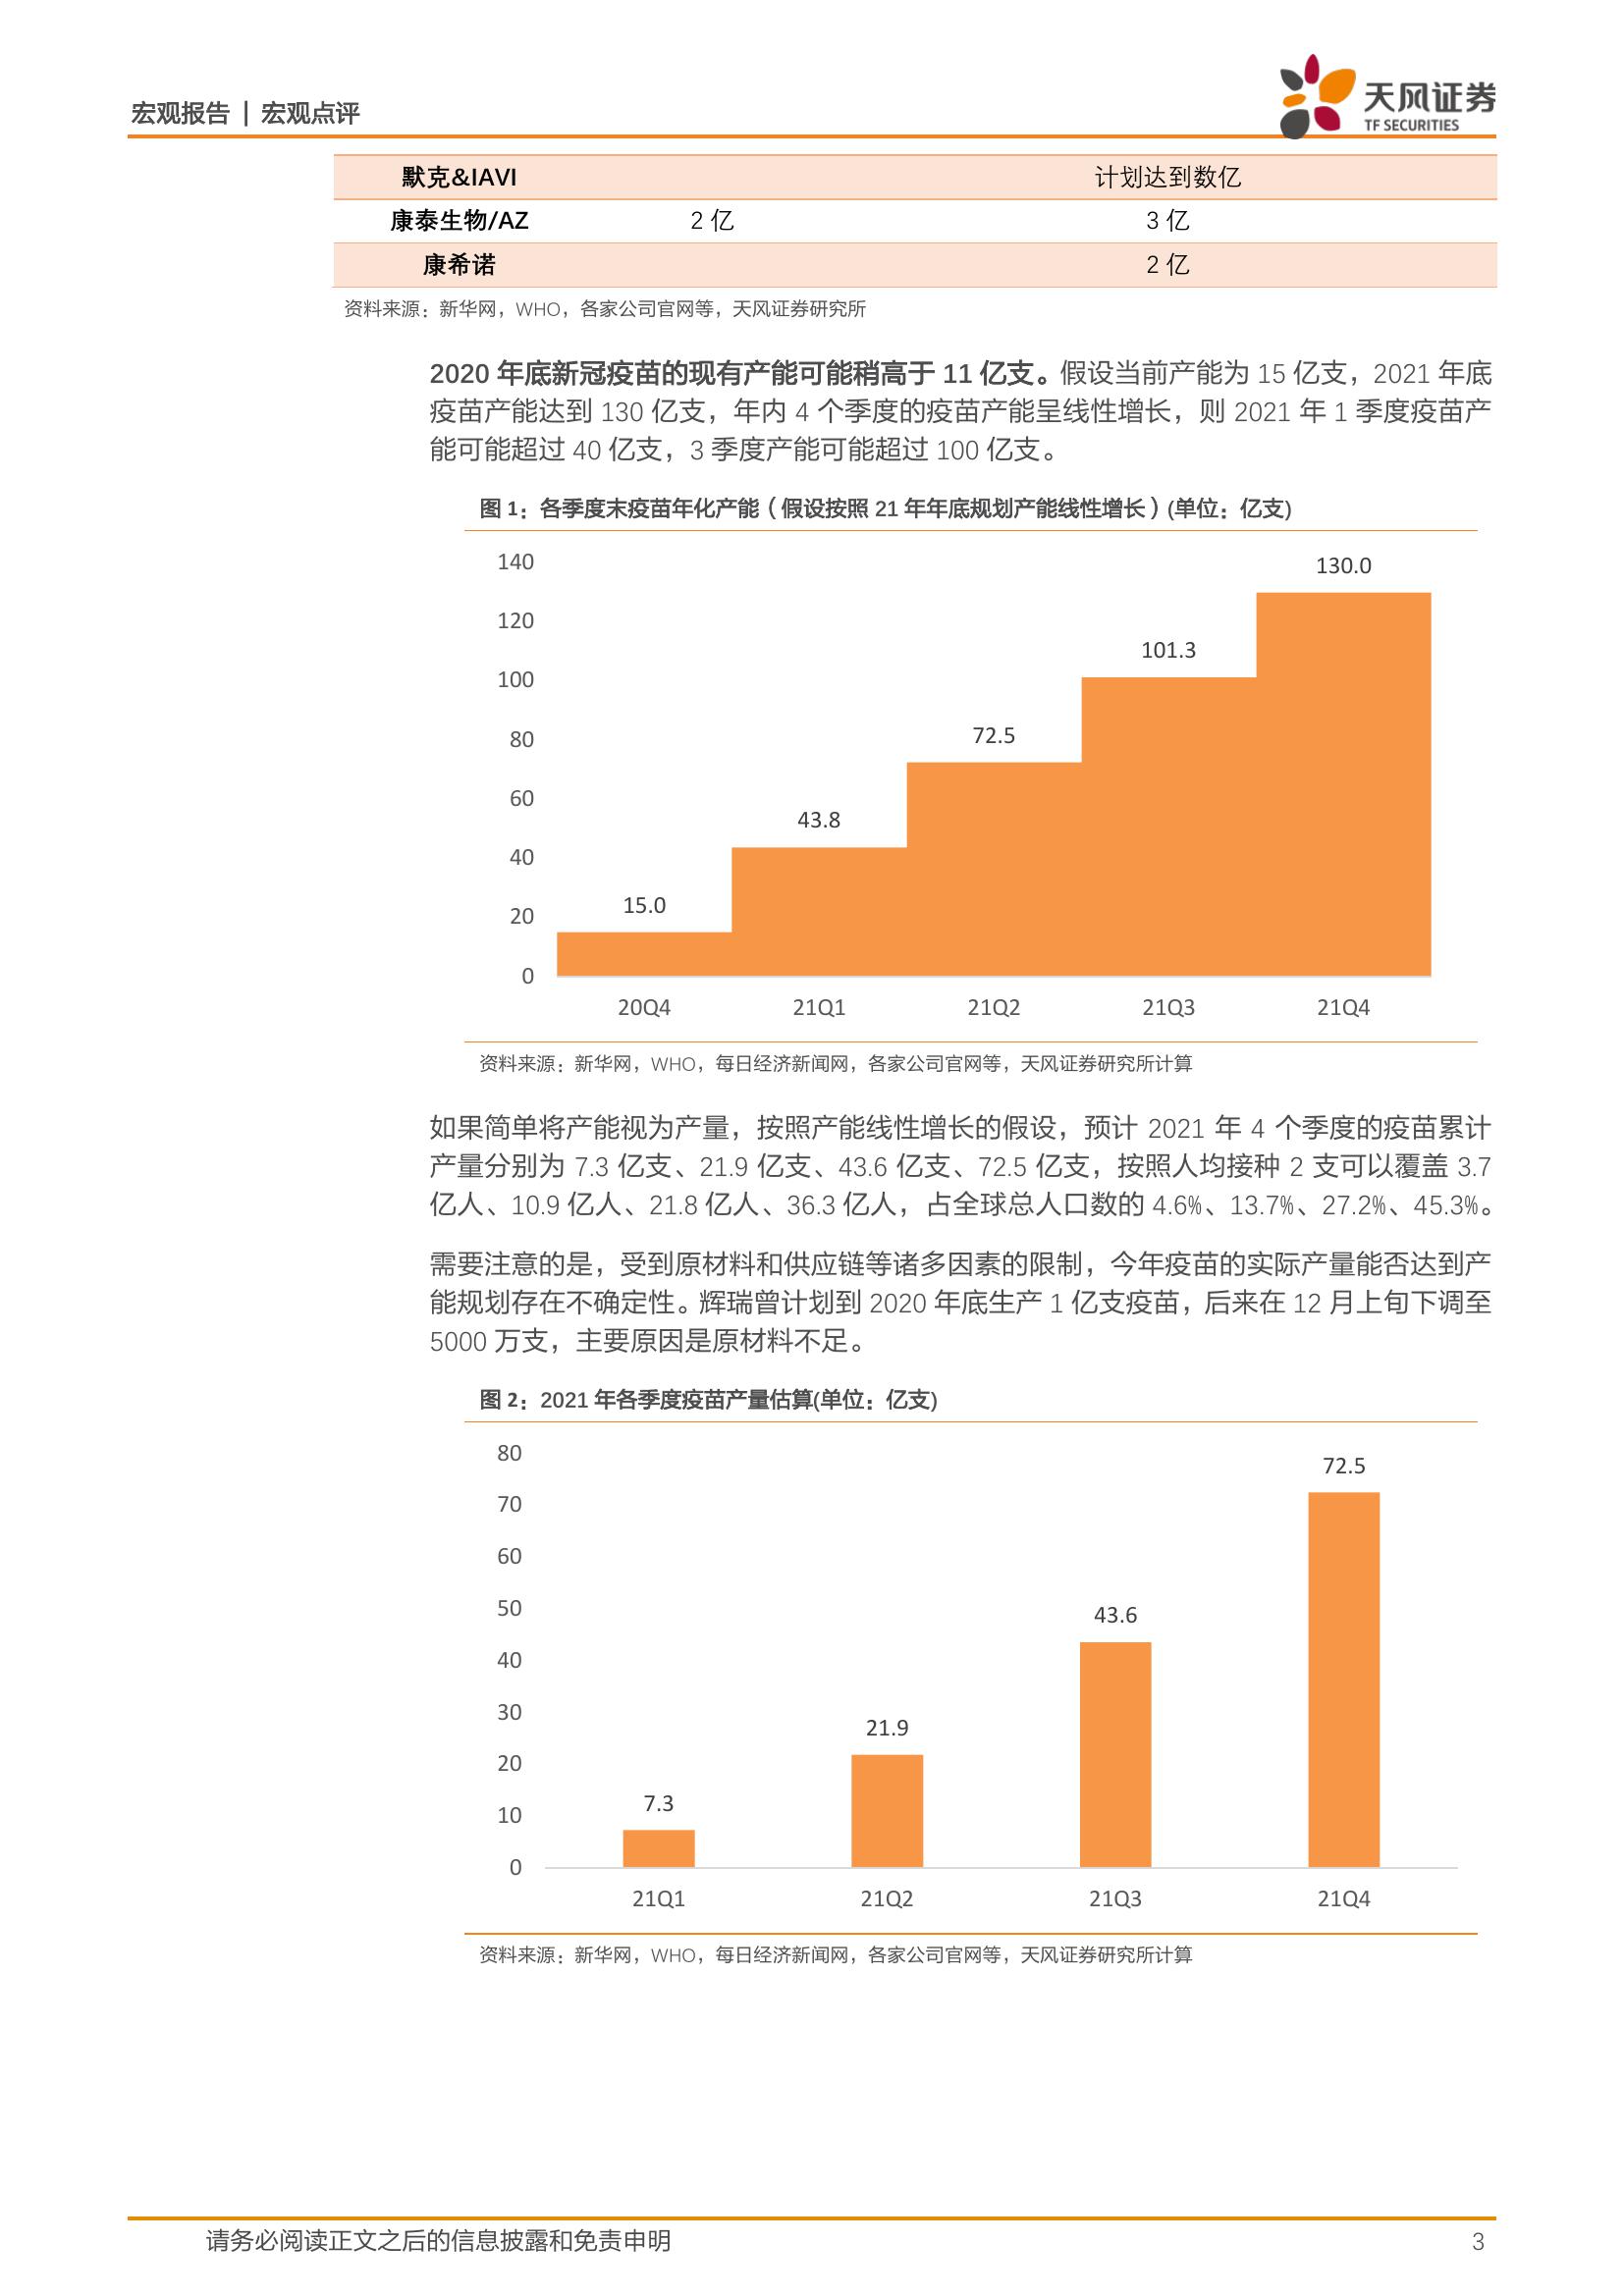 宏观报告 | 宏观点评
天风证券
TF SECURITIES
默克&IAVI 计划达到数亿
康泰生物/AZ 2 亿 3 亿
康希诺 2 亿
资料来源：新华网，WHO，各家公司官网等，天风证券研究所
2020 年底新冠疫苗的现有产能可能稍高于 11 亿支。假设当前产能为 15 亿支，2021 年底
疫苗产能达到 130 亿支，年内 4 个季度的疫苗产能呈线性增长，则 2021 年 1 季度疫苗产
能可能超过 40 亿支，3 季度产能可能超过 100 亿支。
图 1：各季度末疫苗年化产能（假设按照 21 年年底规划产能线性增长）(单位：亿支)
140
120
100
80
60
40
20
0
15.0
43.8
72.5
101.3
130.0
20Q4 21Q1 21Q2 21Q3 21Q4
资料来源：新华网，WHO，每日经济新闻网，各家公司官网等，天风证券研究所计算
如果简单将产能视为产量，按照产能线性增长的假设，预计 2021 年 4 个季度的疫苗累计
产量分别为 7.3 亿支、21.9 亿支、43.6 亿支、72.5 亿支，按照人均接种 2 支可以覆盖 3.7
亿人、10.9 亿人、21.8 亿人、36.3 亿人，占全球总人口数的 4.6%、13.7%、27.2%、45.3%。
需要注意的是，受到原材料和供应链等诸多因素的限制，今年疫苗的实际产量能否达到产
能规划存在不确定性。辉瑞曾计划到 2020 年底生产 1 亿支疫苗，后来在 12 月上旬下调至
5000 万支，主要原因是原材料不足。
图 2：2021 年各季度疫苗产量估算(单位：亿支)
80
70
60
50
40
30
20
10
0
7.3
21.9
43.6
72.5
21Q1 21Q2 21Q3 21Q4
资料来源：新华网，WHO，每日经济新闻网，各家公司官网等，天风证券研究所计算
请务必阅读正文之后的信息披露和免责申明 3